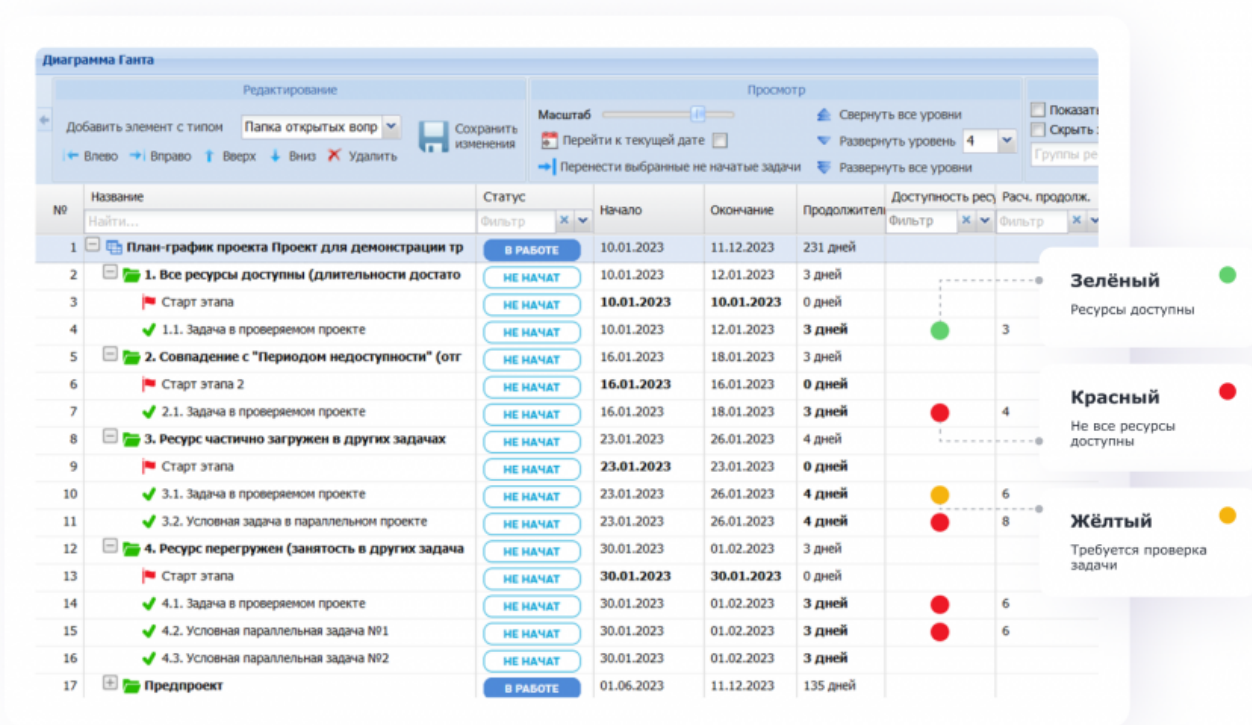 Диаграмма Ганта
Редактирование
Просмотр
Добавить элемент с типом
Папка открытых вопр
Сохранить
изменения
Влево Вправо Вверх Вниз Удалить
Масштаб
Перейти к текущей дате
Перенести выбранные не начатые задачи
Свернуть все уровни
Развернуть уровень 4
Развернуть все уровни
Показать
Скрыть
Группы ре
№ Название Статус Начало Окончание Продолжител Доступность ресу Расч. продолж.
Найти... Фильтр Фильтр Фильтр
1 План-график проекта Проект для демонстрации тр В РАБОТЕ 10.01.2023 11.12.2023 231 дней
2 1. Все ресурсы доступны (длительности достато НЕ НАЧАТ 10.01.2023 12.01.2023 3 дней
3 Старт этапа НЕ НАЧАТ 10.01.2023 10.01.2023 0 дней
4 1.1. Задача в проверяемом проекте НЕ НАЧАТ 10.01.2023 12.01.2023 3 дней 3
5 2. Совпадение с "Периодом недоступности" (отг НЕ НАЧАТ 16.01.2023 18.01.2023 3 дней
6 Старт этапа 2 НЕ НАЧАТ 16.01.2023 16.01.2023 0 дней
7 2.1. Задача в проверяемом проекте НЕ НАЧАТ 16.01.2023 18.01.2023 3 дней 4
8 3. Ресурс частично загружен в других задачах НЕ НАЧАТ 23.01.2023 26.01.2023 4 дней
9 Старт этапа НЕ НАЧАТ 23.01.2023 23.01.2023 0 дней
10 3.1. Задача в проверяемом проекте НЕ НАЧАТ 23.01.2023 26.01.2023 4 дней 6
11 3.2. Условная задача в параллельном проекте НЕ НАЧАТ 23.01.2023 26.01.2023 4 дней 8
12 4. Ресурс перегружен (занятость в других задача НЕ НАЧАТ 30.01.2023 01.02.2023 3 дней
13 Старт этапа НЕ НАЧАТ 30.01.2023 30.01.2023 0 дней
14 4.1. Задача в проверяемом проекте НЕ НАЧАТ 30.01.2023 01.02.2023 3 дней 6
15 4.2. Условная параллельная задача №1 НЕ НАЧАТ 30.01.2023 01.02.2023 3 дней 6
16 4.3. Условная параллельная задача №2 НЕ НАЧАТ 30.01.2023 01.02.2023 3 дней
17 Предпроект В РАБОТЕ 01.06.2023 11.12.2023 135 дней
Зелёный
Ресурсы доступны
Красный
Не все ресурсы
доступны
Жёлтый
Требуется проверка
задачи